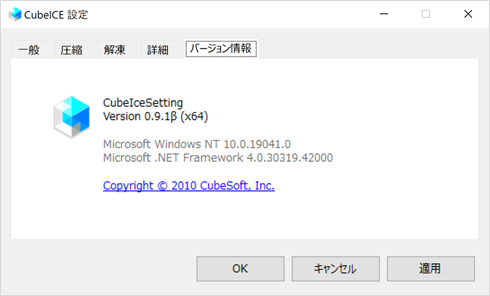 CubeICE 設定
一般 圧縮 解凍 詳細 バージョン情報
CubeIceSetting
Version 0.9.1β (x64)
Microsoft Windows NT 10.0.19041.0
Microsoft .NET Framework 4.0.30319.42000
Copyright © 2010 CubeSoft, Inc.
OK キャンセル 適用